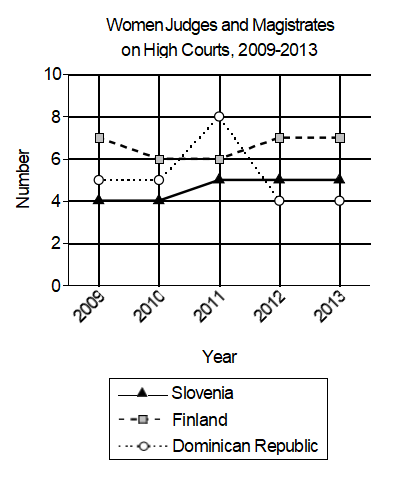 Women Judges and Magistrates
on High Courts, 2009-2013
10
8
6
4
2
0
Number
2009 2010 2011 2012 2013
Year
Slovenia
Finland
Dominican Republic